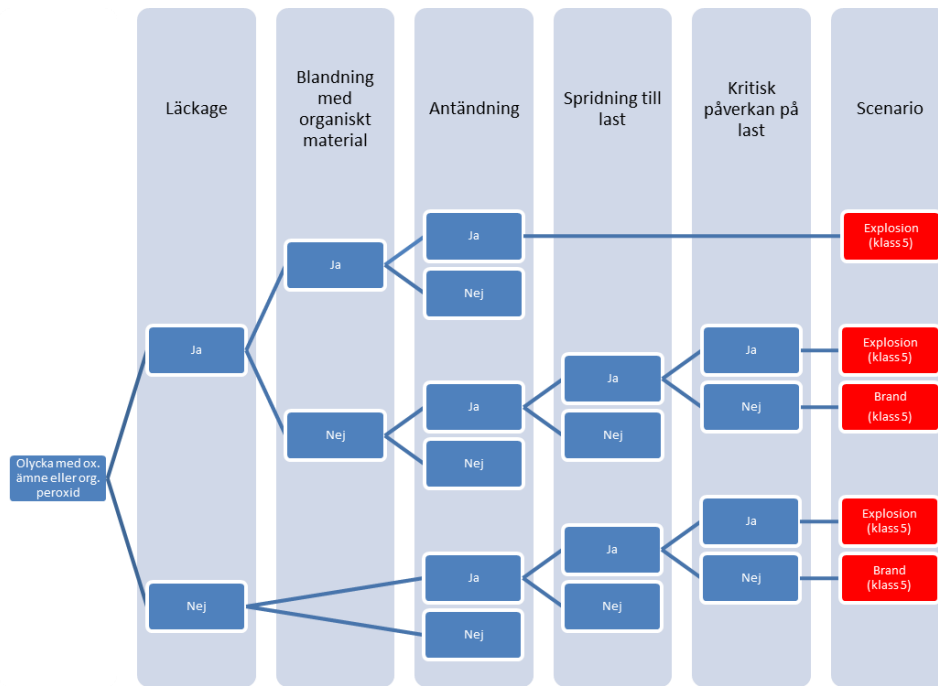 Läckage
Blandning
med
organiskt
material
Antändning
Spridning till
last
Kritisk
påverkan på
last
Scenario
Ja
Explosion
(klass 5)
Ja
Nej
Ja
Ja
Explosion
(klass 5)
Ja
Ja
Nej
Brand
(klass 5)
Nej
Nej
Nej
Olycka med ox.
ämne eller org.
peroxid
Ja
Explosion
(klass 5)
Ja
Ja
Nej
Brand
(klass 5)
Nej
Nej
Nej